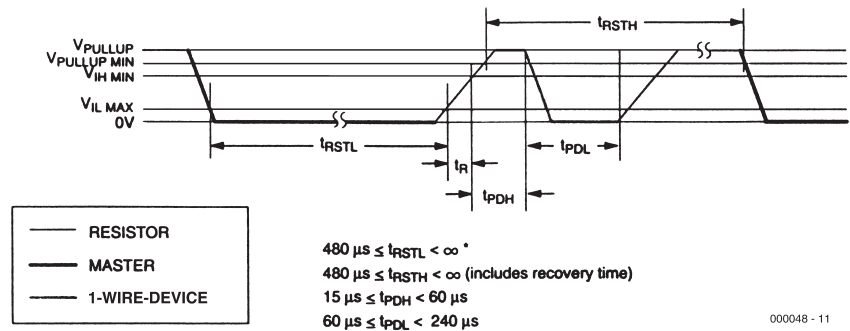 tRSTH
VPULLUP
VPULLUP MIN
VIH MIN
VIL MAX
0V
tRSTL
tR
tPDL
tPDH
RESISTOR
MASTER
1-WIRE-DEVICE
480 µs ≤ tRSTL < ∞ *
480 µs ≤ tRSTH < ∞ (includes recovery time)
15 µs ≤ tPDH < 60 µs
60 µs ≤ tPDL < 240 µs
000048 - 11